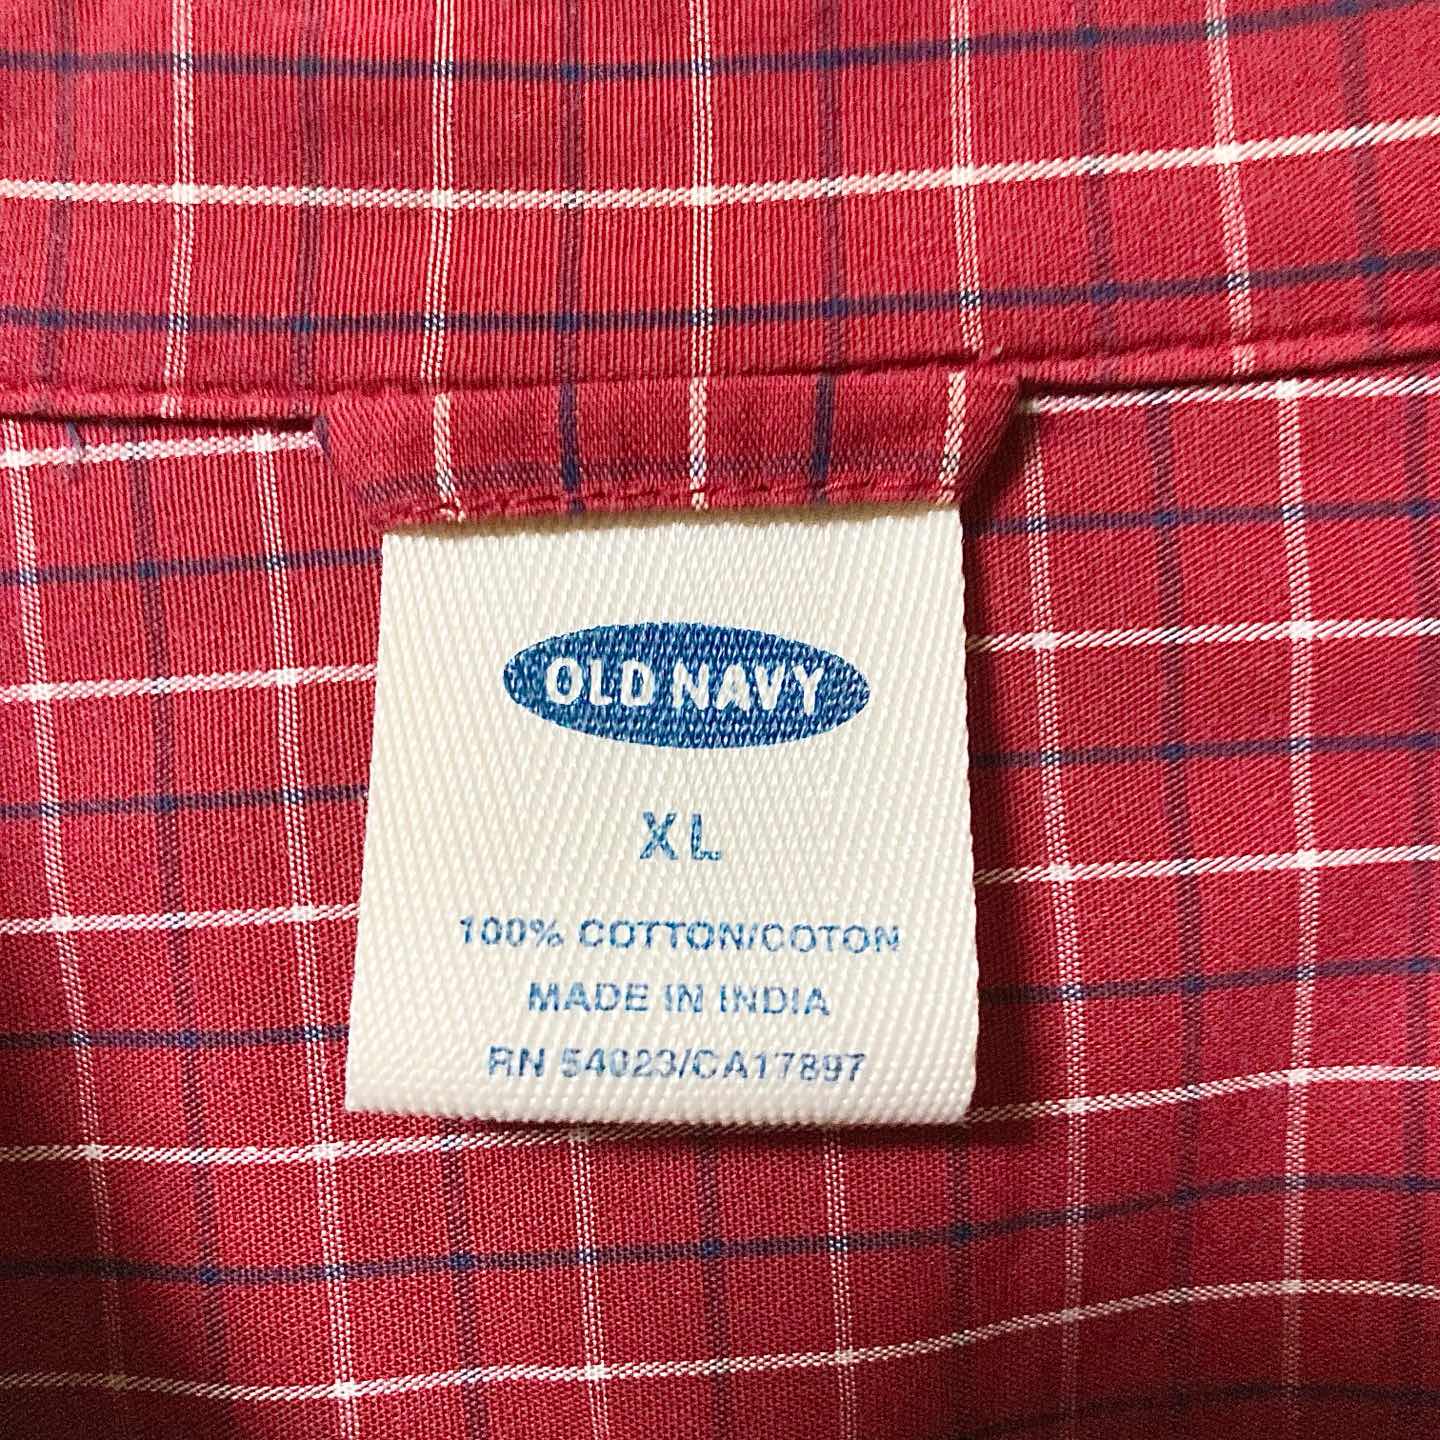 OLD NAVY
XL
100% COTTON/COTON
MADE IN INDIA
RN 54023/CA17897